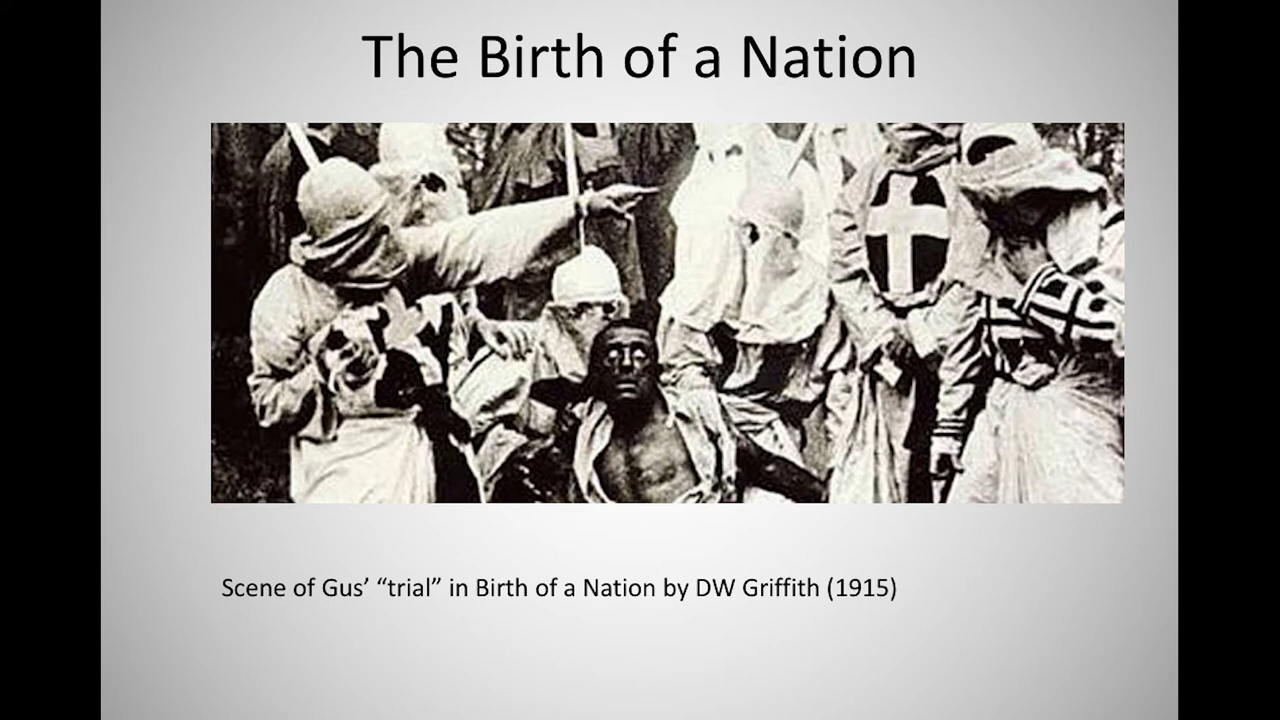 The Birth of a Nation
Scene of Gus’ “trial” in Birth of a Nation by DW Griffith (1915)